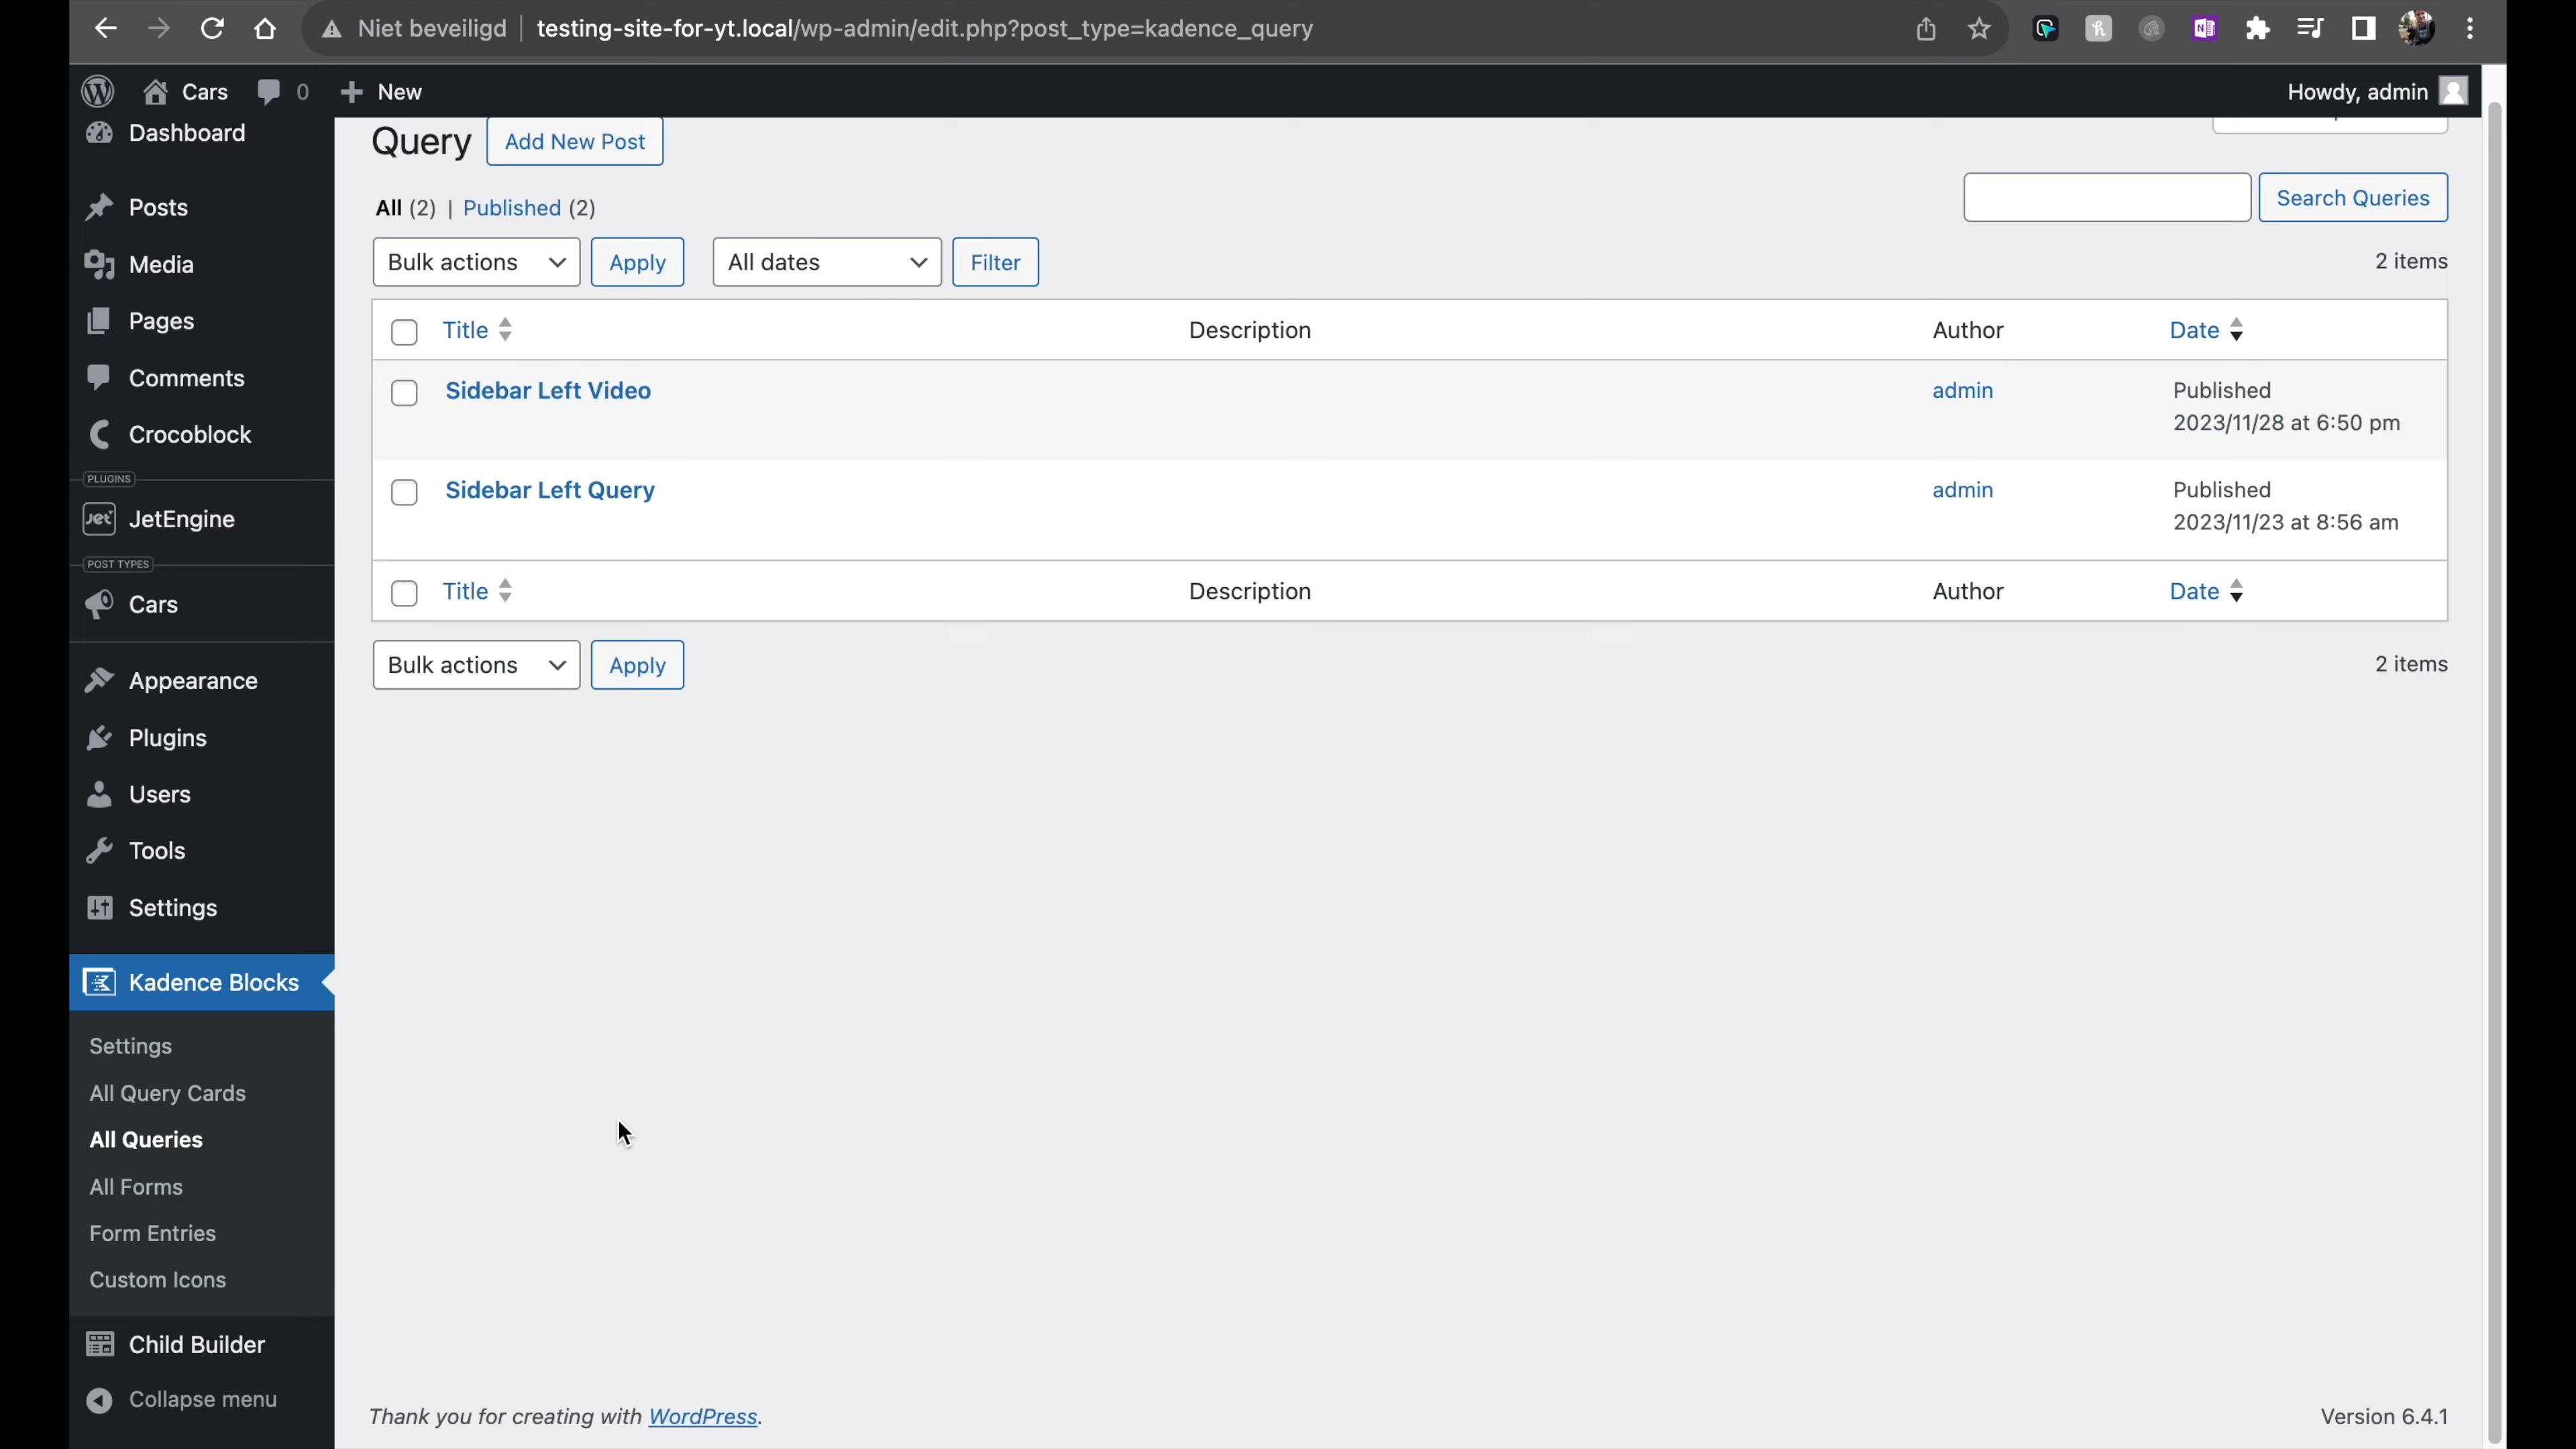 Niet beveiligd testing-site-for-yt.local/wp-admin/edit.php?post_type=kadence_query
Cars 0 New Howdy, admin
Dashboard
Posts
Media
Pages
Comments
Crocoblock
PLUGINS
JetEngine
POST TYPES
Cars
Appearance
Plugins
Users
Tools
Settings
Kadence Blocks
Settings
All Query Cards
All Queries
All Forms
Form Entries
Custom Icons
Child Builder
Collapse menu
Query Add New Post
All (2) | Published (2)
Search Queries
Bulk actions Apply All dates Filter 2 items
Title Description Author Date
Sidebar Left Video admin Published
2023/11/28 at 6:50 pm
Sidebar Left Query admin Published
2023/11/23 at 8:56 am
Title Description Author Date
Bulk actions Apply 2 items
Thank you for creating with WordPress. Version 6.4.1